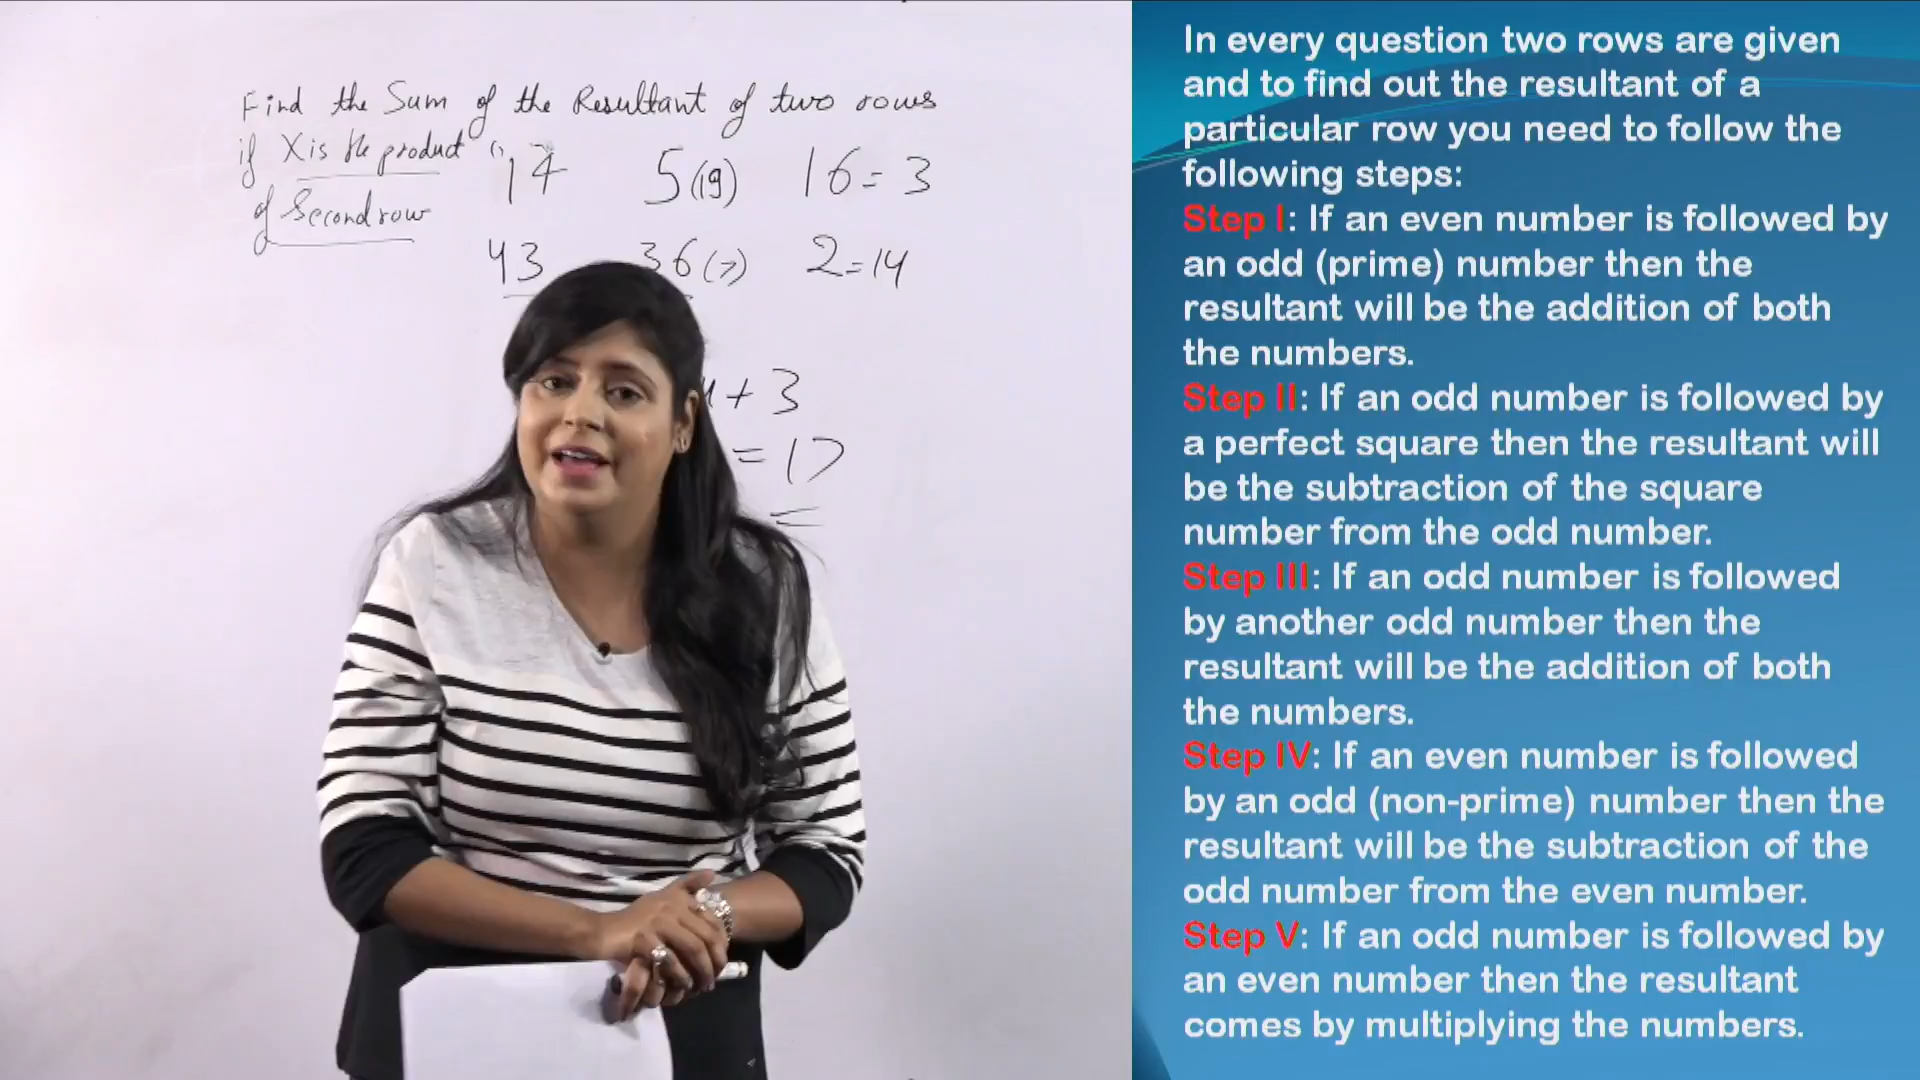 Find the Sum of the Resultant of two rows
if X is the product
of Second row
14 5 (19) 16 = 3
43 36 (7) 2 = 14
+ 3
= 17
In every question two rows are given
and to find out the resultant of a
particular row you need to follow the
following steps:
Step I: If an even number is followed by
an odd (prime) number then the
resultant will be the addition of both
the numbers.
Step II: If an odd number is followed by
a perfect square then the resultant will
be the subtraction of the square
number from the odd number.
Step III: If an odd number is followed
by another odd number then the
resultant will be the addition of both
the numbers.
Step IV: If an even number is followed
by an odd (non-prime) number then the
resultant will be the subtraction of the
odd number from the even number.
Step V: If an odd number is followed by
an even number then the resultant
comes by multiplying the numbers.